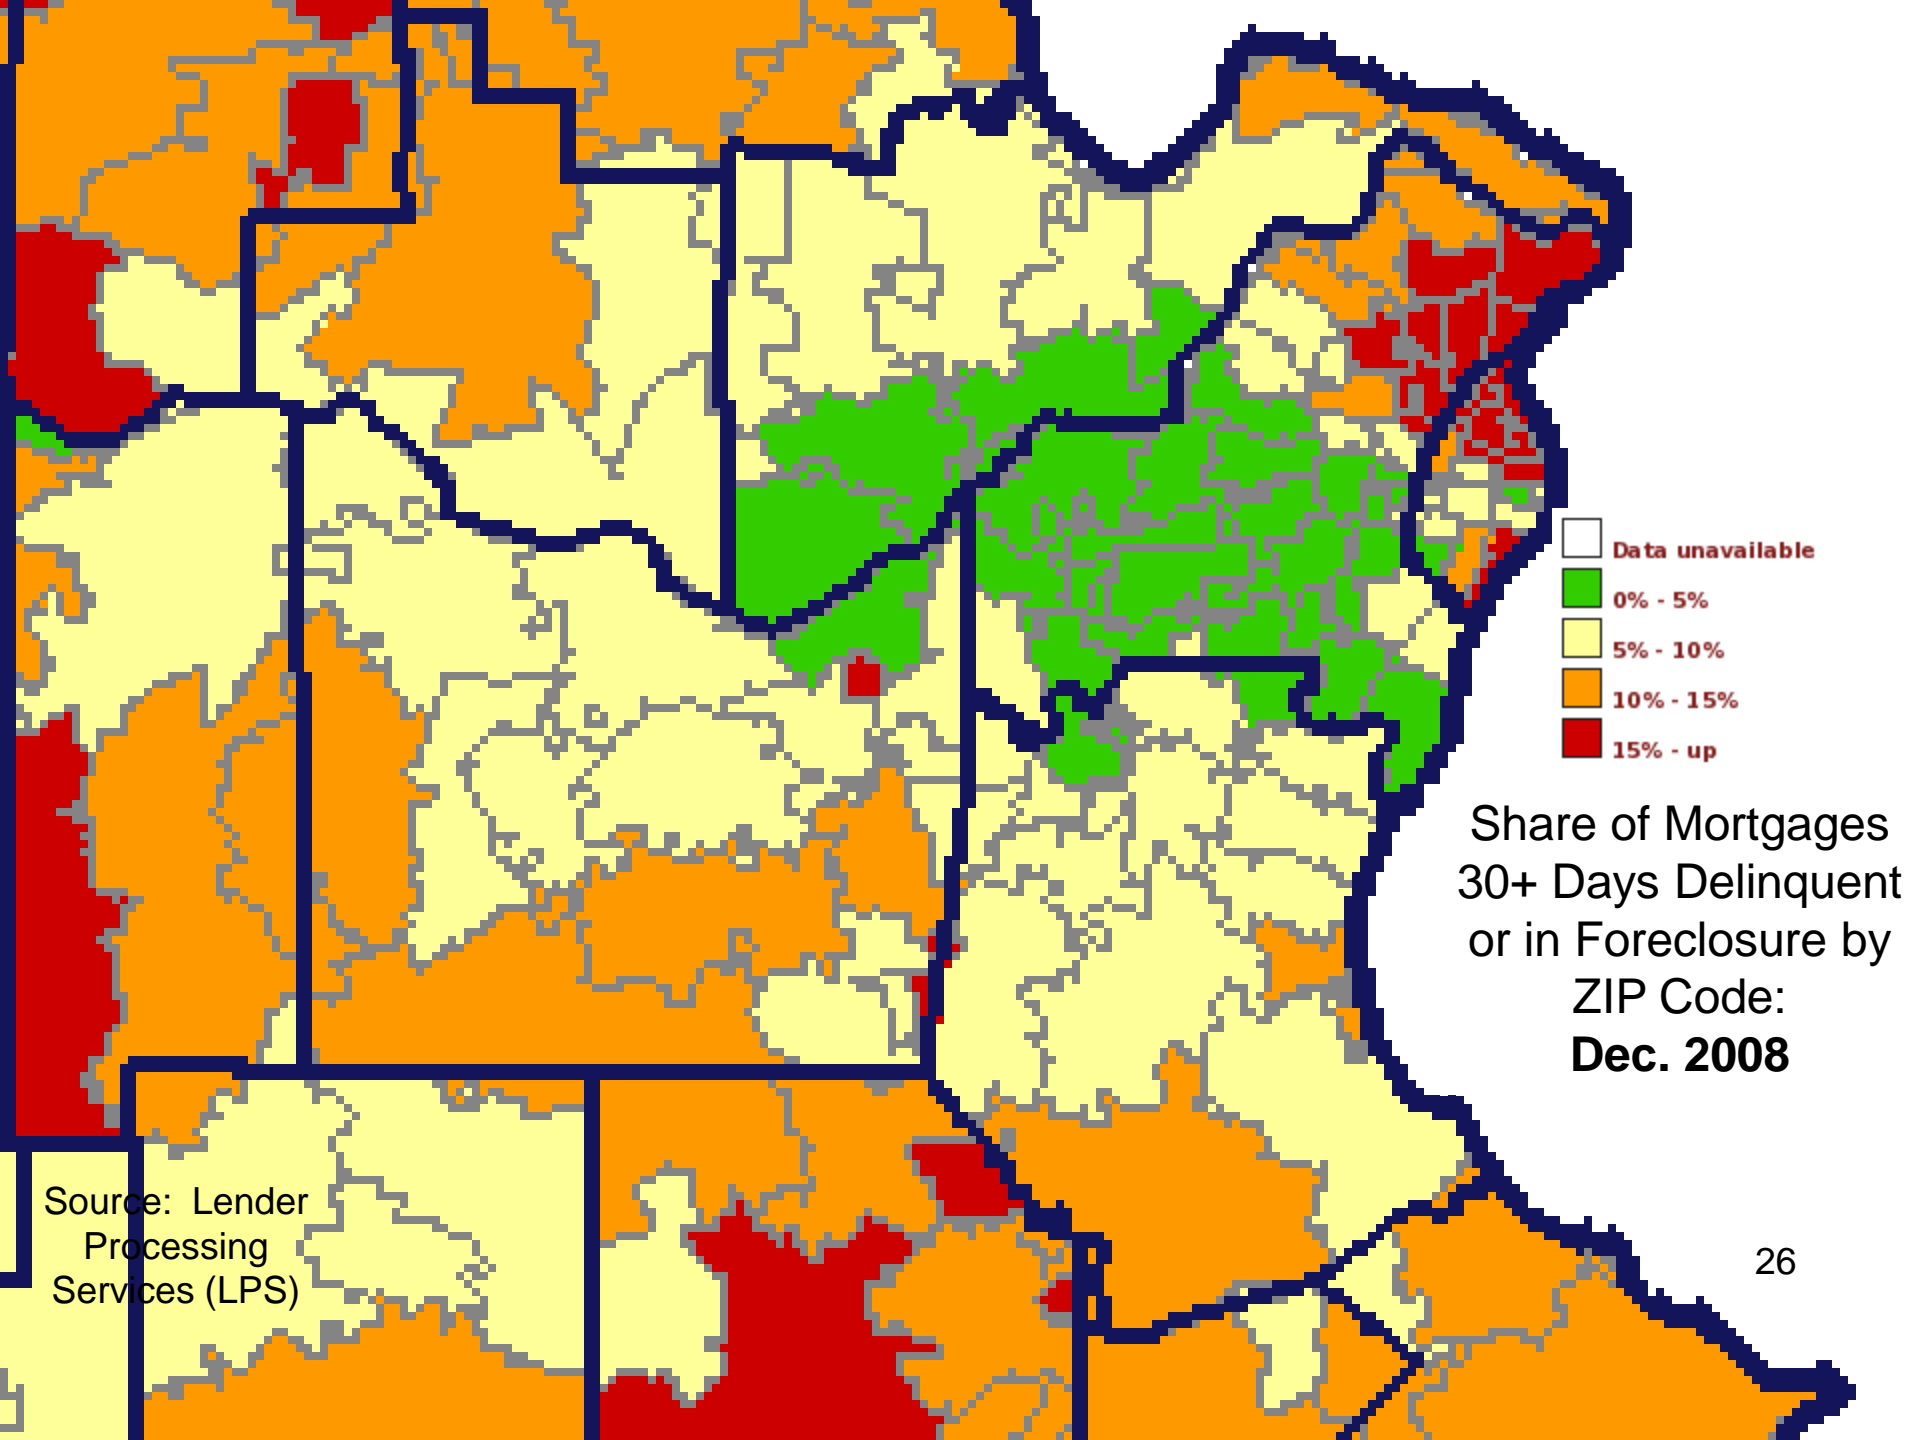 Data unavailable
0% - 5%
5% - 10%
10% - 15%
15% - up
Share of Mortgages
30+ Days Delinquent
or in Foreclosure by
ZIP Code:
Dec. 2008
Source: Lender
Processing
Services (LPS)
26